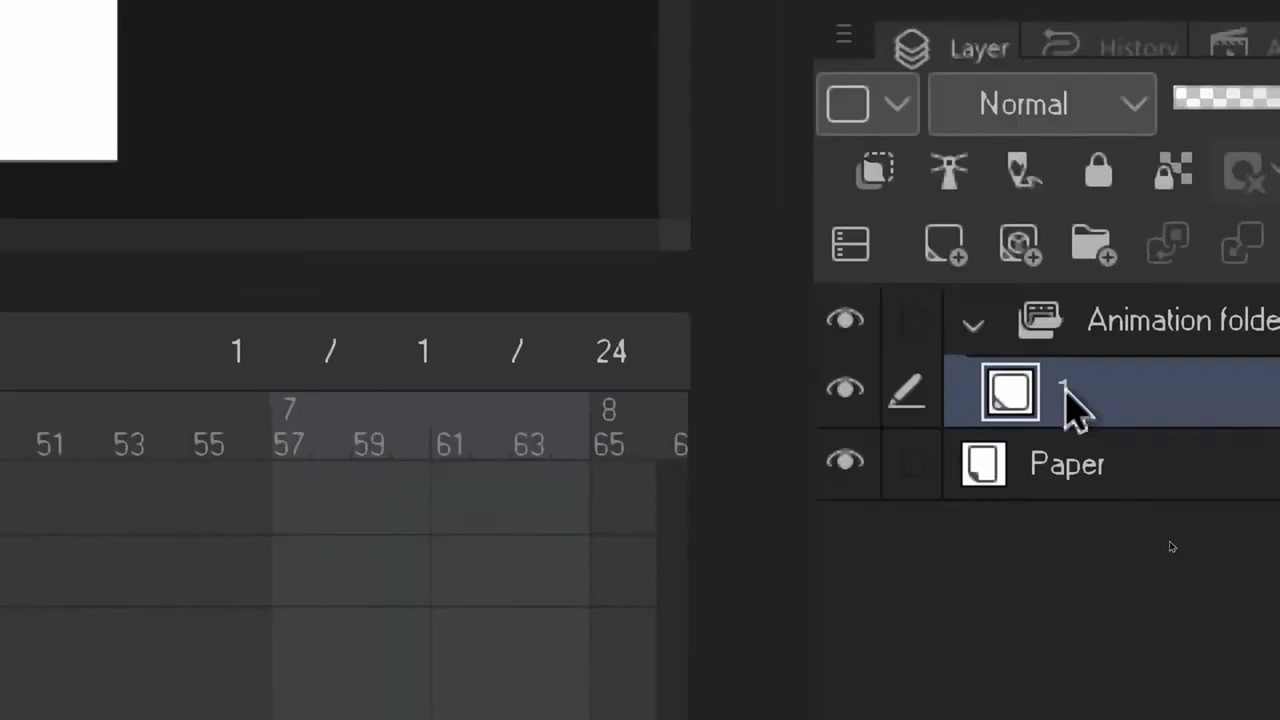 Layer History
Normal
Animation folde
1 / 1 / 24
7 8
51 53 55 57 59 61 63 65 6
Paper